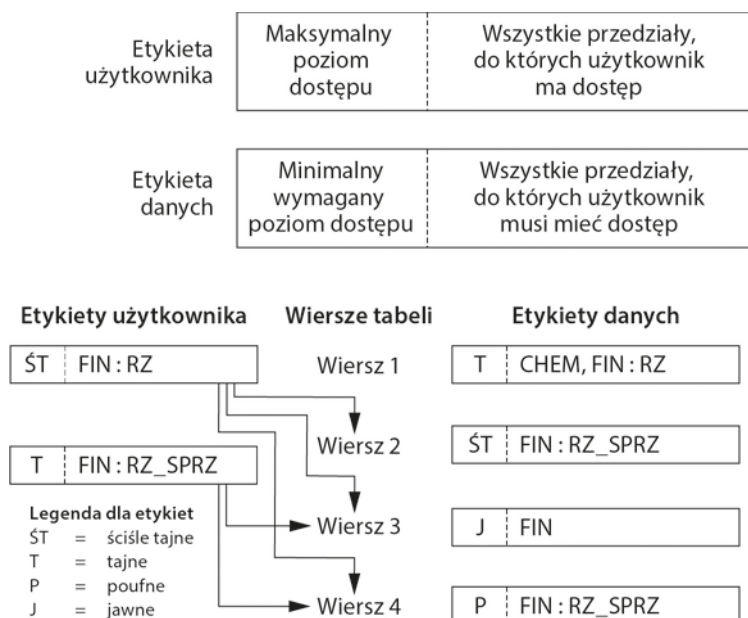 Etykieta
użytkownika
Maksymalny
poziom
dostępu
Wszystkie przedziały,
do których użytkownik
ma dostęp
Etykieta
danych
Minimalny
wymagany
poziom dostępu
Wszystkie przedziały,
do których użytkownik
musi mieć dostęp
Etykiety użytkownika Wiersze tabeli Etykiety danych
ŚT FIN : RZ Wiersz 1 T CHEM, FIN : RZ
Wiersz 2 ŚT FIN : RZ_SPRZ
T FIN : RZ_SPRZ
Legenda dla etykiet
ŚT = ściśle tajne
Wiersz 3 J FIN
T = tajne
P = poufne
J = jawne
Wiersz 4 P FIN : RZ_SPRZ